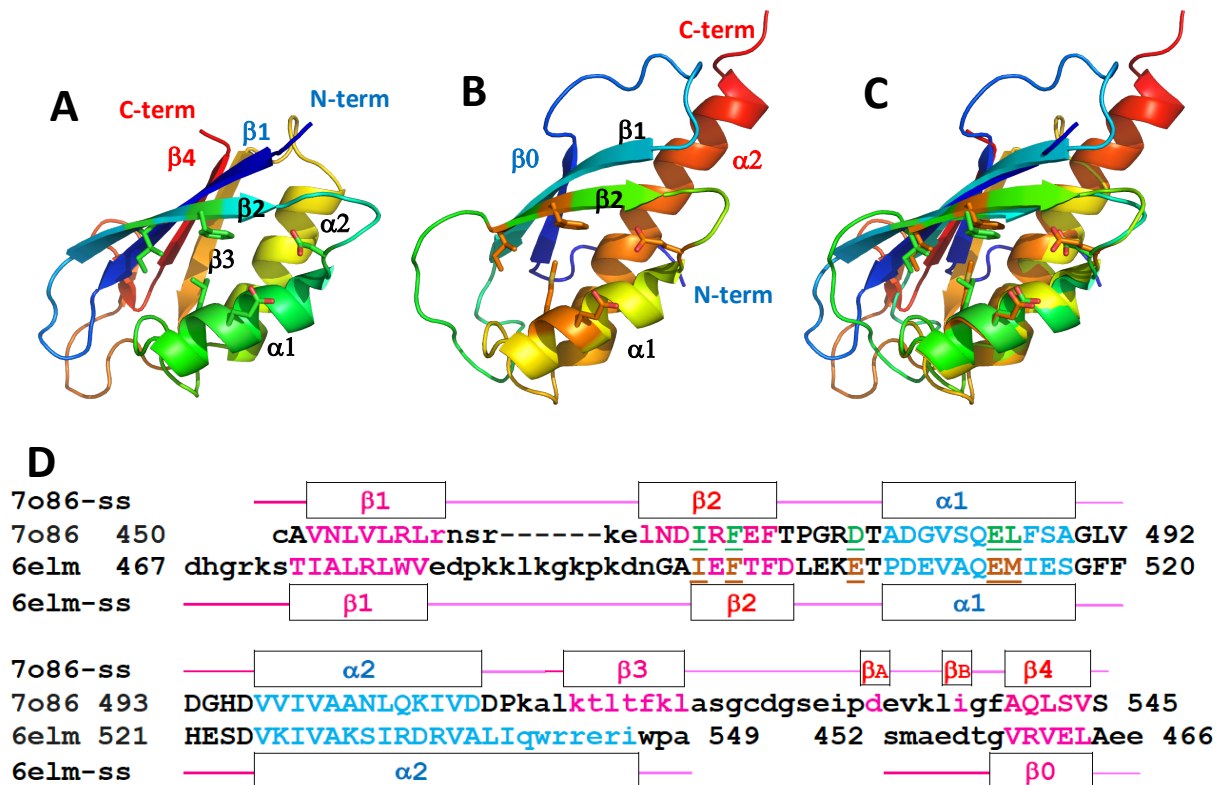 A
C-term
N-term
β1
β4
β2
α2
β3
α1
B
C-term
β1
β0
α2
β2
N-term
α1
C
D
7o86-ss β1 β2 α1
7o86 450 cAVNLVLRLrnsr------kelNDIRFEFTPGRDTADGVSQELFSAGLV 492
6elm 467 dhgrksTIALRLWVedpkklkgkpkdnGAIEFTFDLEKETPDEVAQEMIESGFF 520
6elm-ss β1 β2 α1
7o86-ss α2 β3 βA βB β4
7o86 493 DGHDVVIVAANLQKIVDDPkalktltfklasgcdgseipdevkligfAQLSVS 545
6elm 521 HESDVKIVAKSIRDRVALIqwrreriwpa 549 452 smaedtgVRVELAee 466
6elm-ss α2 β0